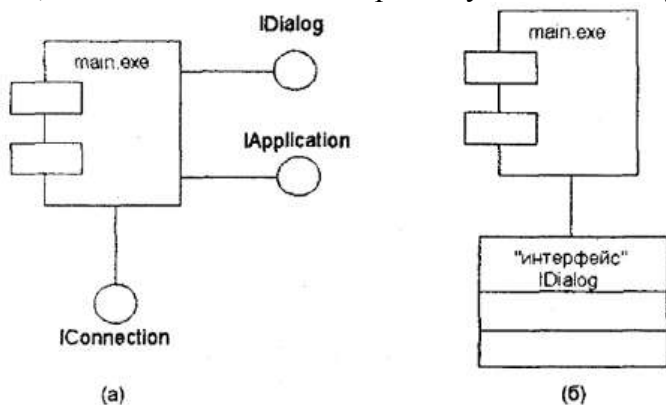 IDialog
main.exe
IApplication
IConnection
(а)
main.exe
"интерфейс"
IDialog
(б)